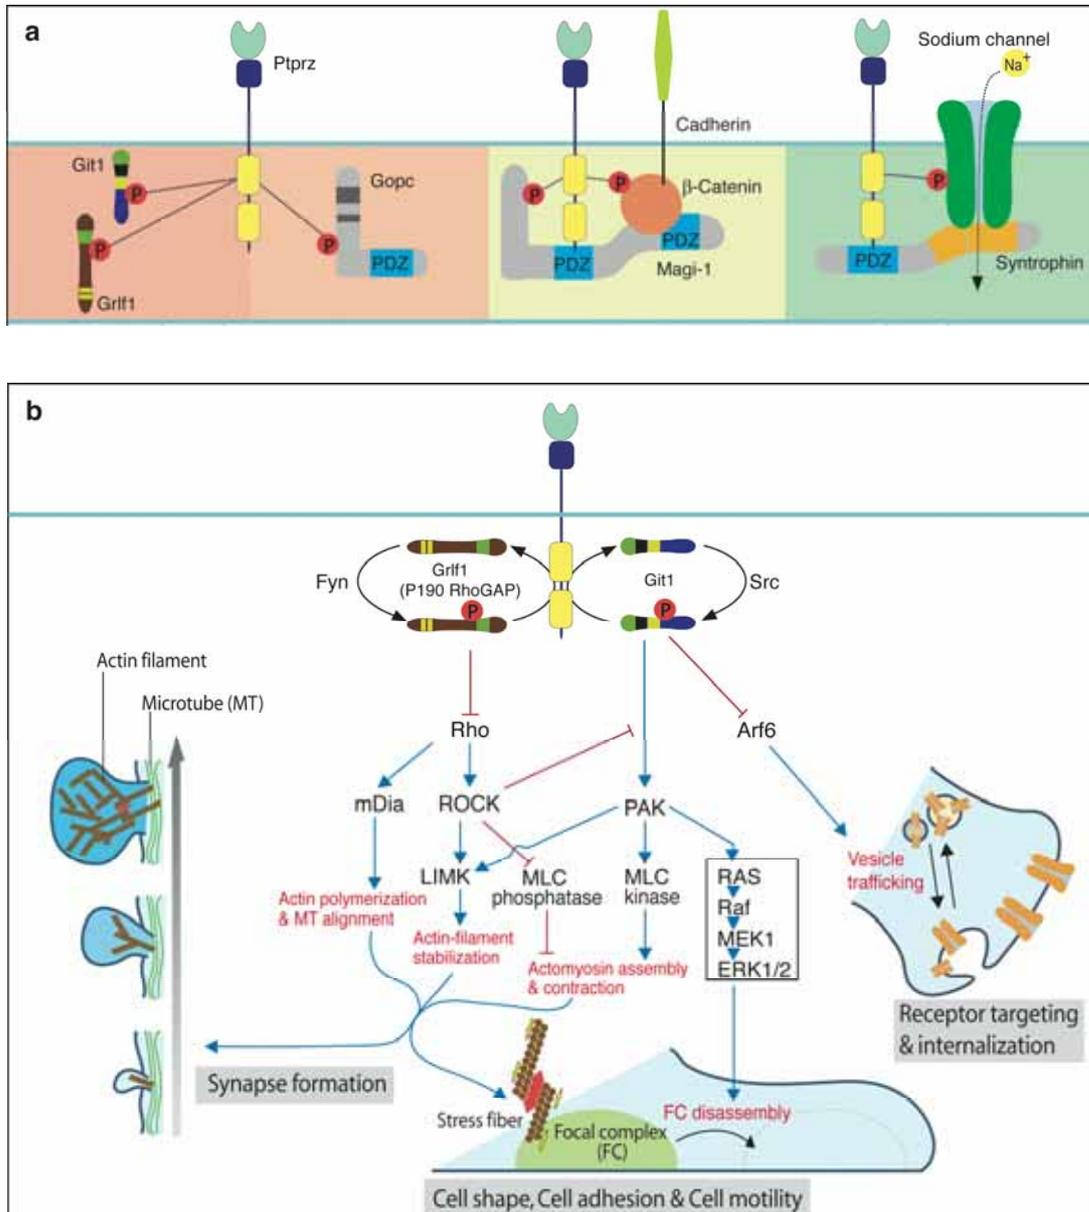 a
Ptprz
Git1
P
Grlf1
P
P
Gopc
PDZ
P
P
PDZ
Cadherin
β-Catenin
PDZ
Magi-1
P
PDZ
Sodium channel
Na+
Syntrophin
b
Fyn
Grlf1
(P190 RhoGAP)
P
Git1
P
Src
Actin filament
Microtube (MT)
Rho
Arf6
mDia
ROCK
PAK
LIMK
MLC
phosphatase
MLC
kinase
RAS
Raf
MEK1
ERK1/2
Vesicle
trafficking
Actin polymerization
& MT alignment
Actin-filament
stabilization
Actomyosin assembly
& contraction
Receptor targeting
& internalization
Synapse formation
Stress fiber
Focal complex
(FC)
FC disassembly
Cell shape, Cell adhesion & Cell motility